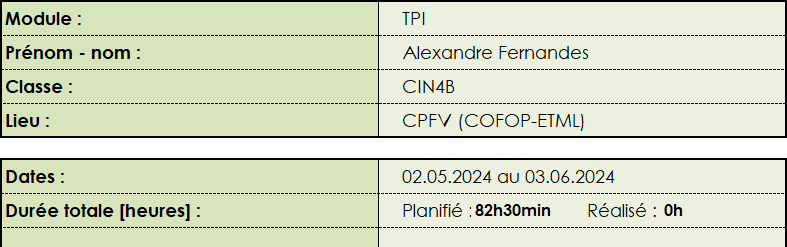 Module : TPI
Prénom - nom : Alexandre Fernandes
Classe : CIN4B
Lieu : CPFV (COFOP-ETML)
Dates : 02.05.2024 au 03.06.2024
Durée totale [heures] : Planifié : 82h30min Réalisé : 0h